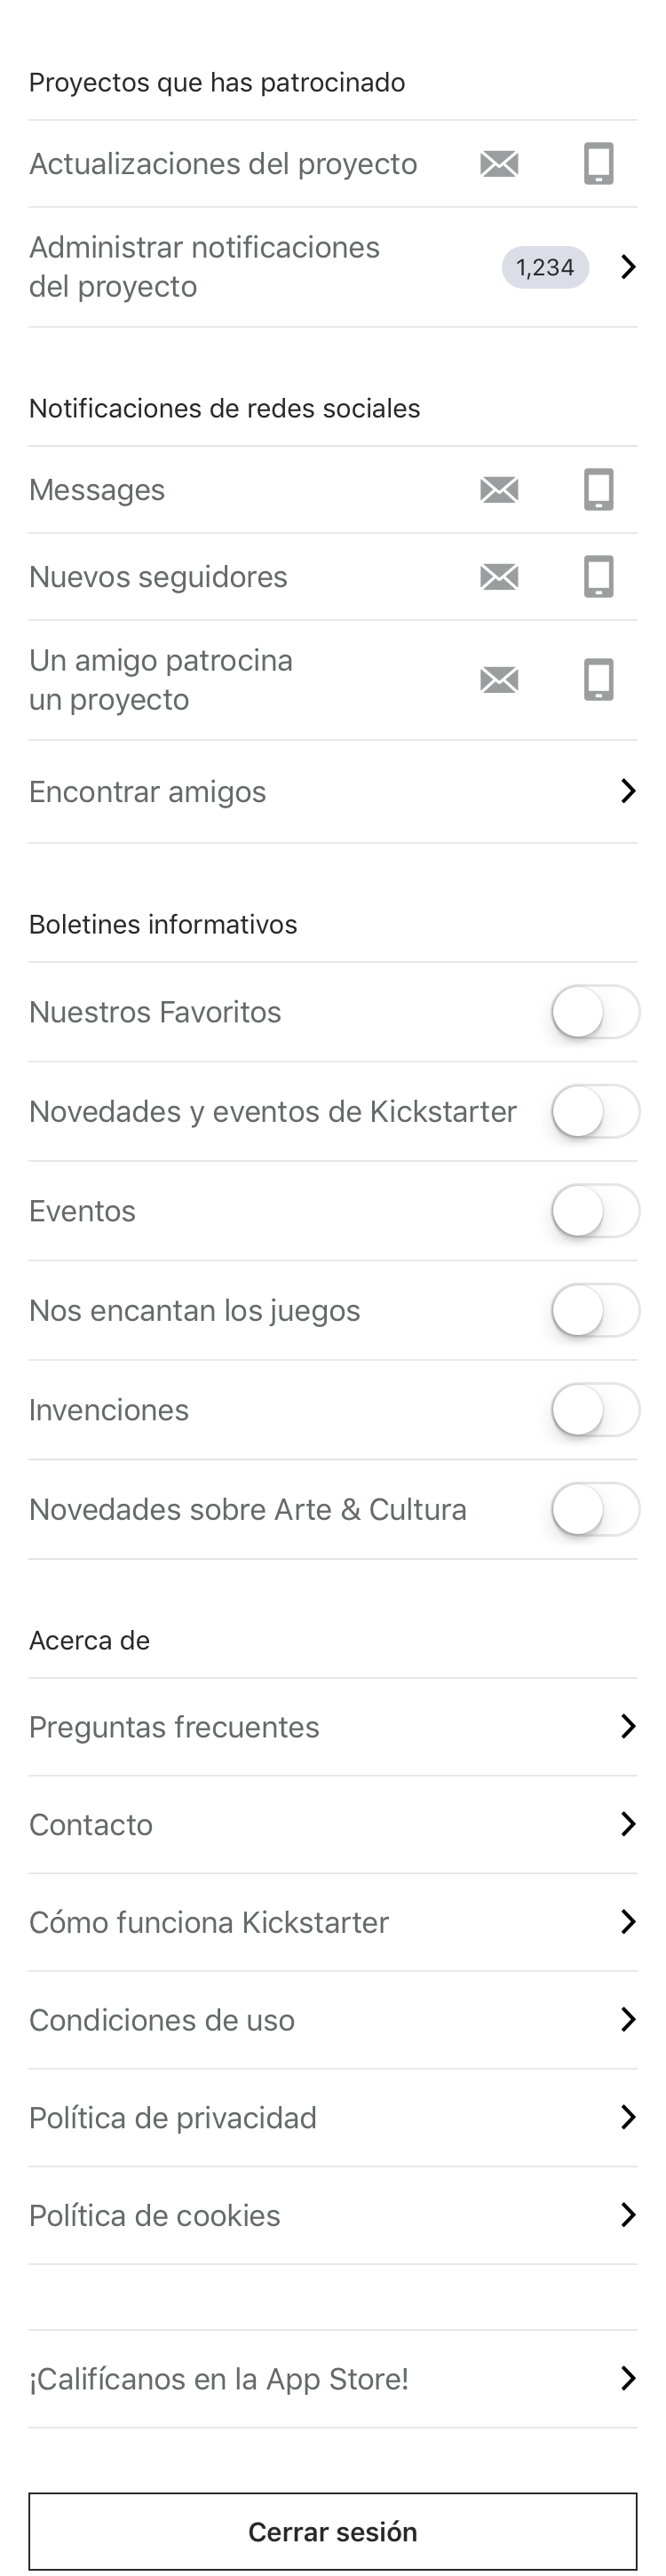 Proyectos que has patrocinado
Actualizaciones del proyecto
Administrar notificaciones
del proyecto
1,234
Notificaciones de redes sociales
Messages
Nuevos seguidores
Un amigo patrocina
un proyecto
Encontrar amigos
Boletines informativos
Nuestros Favoritos
Novedades y eventos de Kickstarter
Eventos
Nos encantan los juegos
Invenciones
Novedades sobre Arte & Cultura
Acerca de
Preguntas frecuentes
Contacto
Cómo funciona Kickstarter
Condiciones de uso
Política de privacidad
Política de cookies
¡Califícanos en la App Store!
Cerrar sesión